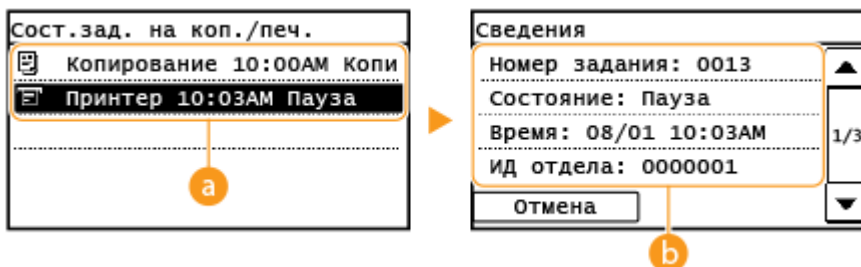 Сост.зад. на коп./печ.
Копирование 10:00AM Копи
Принтер 10:03AM Пауза
a
Сведения
Номер задания: 0013
Состояние: Пауза
Время: 08/01 10:03AM
ИД отдела: 0000001
1/3
Отмена
b